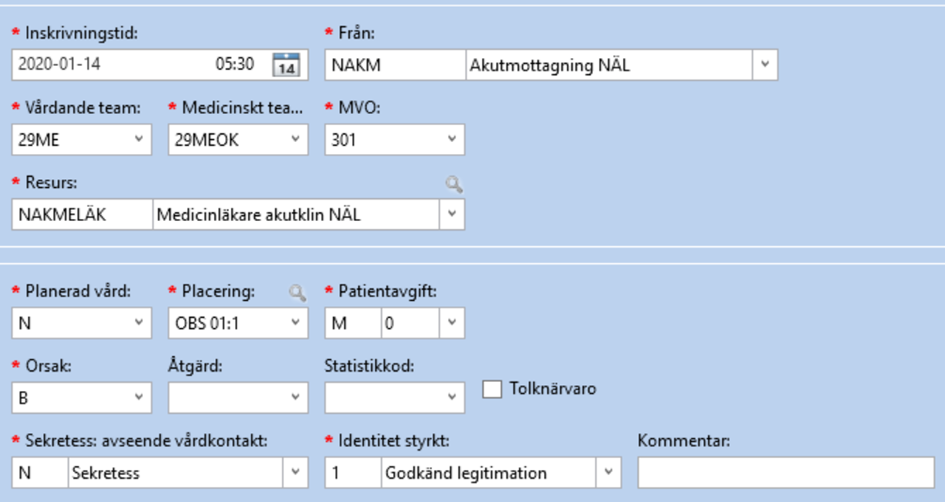 * Inskrivningstid: * Från:
2020-01-14 05:30 14 NAKM Akutmottagning NÄL
* Vårdande team: * Medicinskt tea... * MVO:
29ME 29MEOK 301
* Resurs:
NAKMELÄK Medicinläkare akutklin NÄL
* Planerad vård: * Placering: * Patientavgift:
N OBS 01:1 M 0
* Orsak: Åtgärd: Statistikkod:
B Tolknärvaro
* Sekretess: avseende vårdkontakt: * Identitet styrkt: Kommentar:
N Sekretess 1 Godkänd legitimation